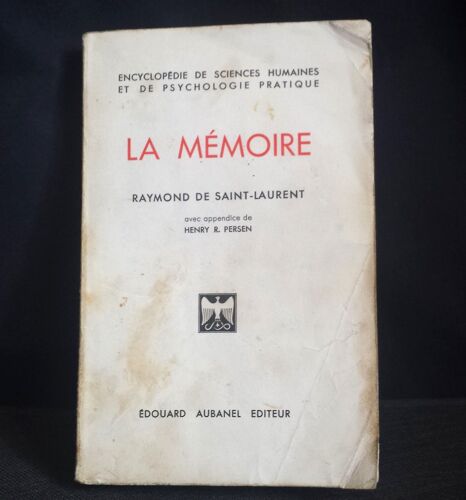 ENCYCLOPÉDIE DE SCIENCES HUMAINES
ET DE PSYCHOLOGIE PRATIQUE
LA MÉMOIRE
RAYMOND DE SAINT-LAURENT
avec appendice de
HENRY R. PERSEN
ÉDOUARD AUBANEL EDITEUR